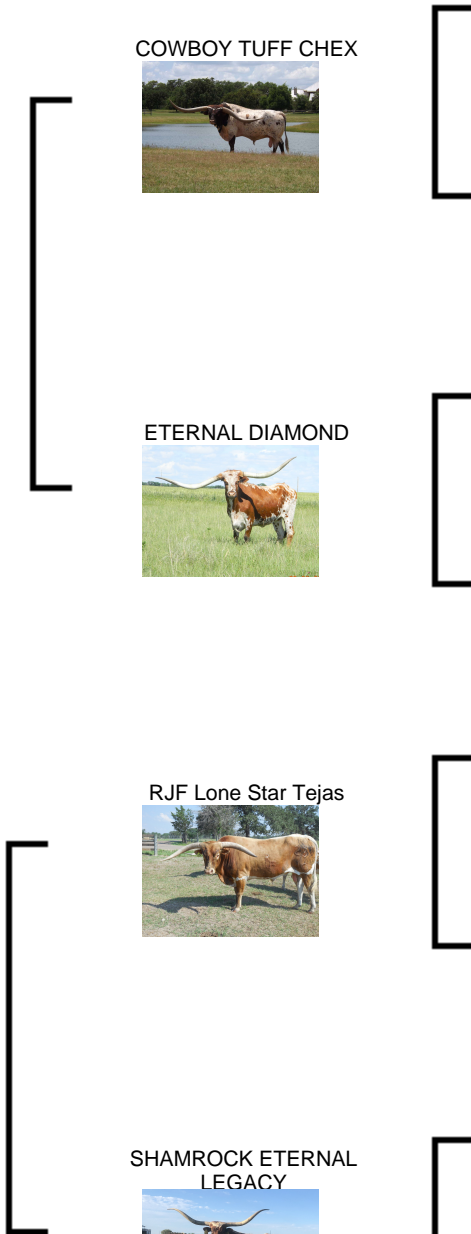 COWBOY TUFF CHEX
ETERNAL DIAMOND
RJF Lone Star Tejas
SHAMROCK ETERNAL
LEGACY